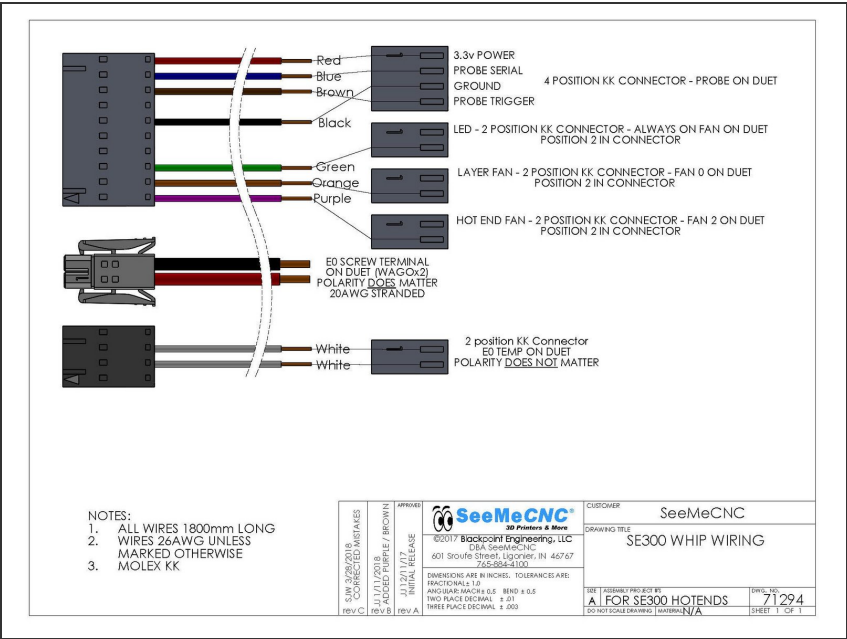 Red
Blue
Brown
Black
Green
Orange
Purple
3.3v POWER
PROBE SERIAL
GROUND
PROBE TRIGGER
4 POSITION KK CONNECTOR - PROBE ON DUET
LED - 2 POSITION KK CONNECTOR - ALWAYS ON FAN ON DUET
POSITION 2 IN CONNECTOR
LAYER FAN - 2 POSITION KK CONNECTOR - FAN 0 ON DUET
POSITION 2 IN CONNECTOR
HOT END FAN - 2 POSITION KK CONNECTOR - FAN 2 ON DUET
POSITION 2 IN CONNECTOR
E0 SCREW TERMINAL
ON DUET (WAGOx2)
POLARITY DOES MATTER
20AWG STRANDED
White
White
2 position KK Connector
E0 TEMP ON DUET
POLARITY DOES NOT MATTER
NOTES:
1. ALL WIRES 1800mm LONG
2. WIRES 26AWG UNLESS
MARKED OTHERWISE
3. MOLEX KK
SJW 3/28/2018
CORRECTED MISTAKES
rev C
JJ 1/11/2018
ADDED PURPLE / BROWN
rev B
APPROVED
JJ 12/11/17
INITIAL RELEASE
rev A
SeeMeCNC
3D Printers & More
©2017 Blackpoint Engineering, LLC
DBA SeeMeCNC
601 Sroufe Street, Ligonier, IN 46767
765-884-4100
DIMENSIONS ARE IN INCHES. TOLERANCES ARE:
FRACTIONAL± 1.0
ANGULAR: MACH± 0.5 BEND ± 0.5
TWO PLACE DECIMAL ± .01
THREE PLACE DECIMAL ± .003
CUSTOMER
SeeMeCNC
DRAWING TITLE
SE300 WHIP WIRING
SIZE
A
ASSEMBLY PROJECT #'S
FOR SE300 HOTENDS
DWG. NO.
71294
DO NOT SCALE DRAWING
MATERIAL N/A
SHEET 1 OF 1